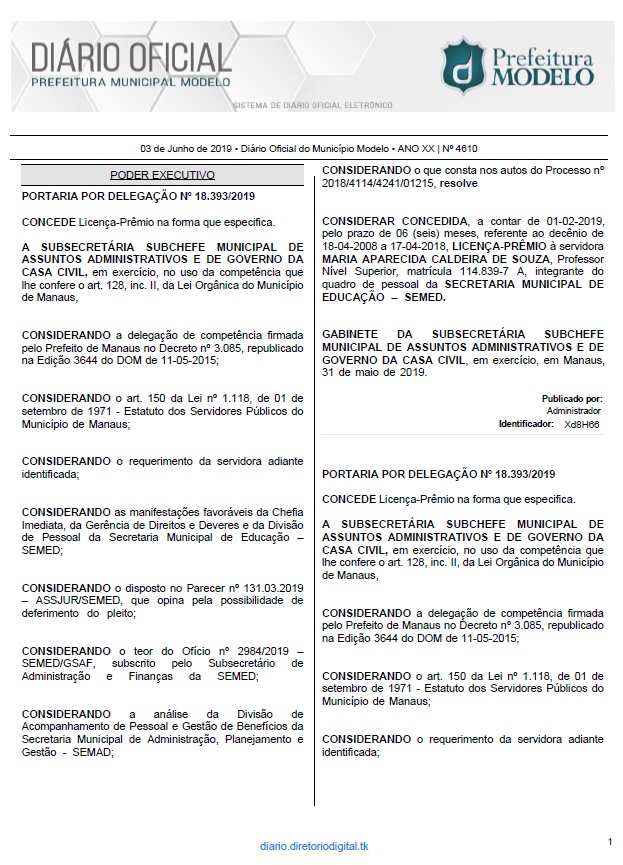 DIÁRIO OFICIAL
PREFEITURA MUNICIPAL MODELO
d Prefeitura
MODELO
SISTEMA DE DIÁRIO OFICIAL ELETRÔNICO
03 de Junho de 2019 • Diário Oficial do Município Modelo • ANO XX | Nº 4610
PODER EXECUTIVO
PORTARIA POR DELEGAÇÃO Nº 18.393/2019
CONCEDE Licença-Prêmio na forma que especifica.
A SUBSECRETÁRIA SUBCHEFE MUNICIPAL DE
ASSUNTOS ADMINISTRATIVOS E DE GOVERNO DA
CASA CIVIL, em exercício, no uso da competência que
lhe confere o art. 128, inc. II, da Lei Orgânica do Município
de Manaus,
CONSIDERANDO a delegação de competência firmada
pelo Prefeito de Manaus no Decreto nº 3.085, republicado
na Edição 3644 do DOM de 11-05-2015;
CONSIDERANDO o art. 150 da Lei nº 1.118, de 01 de
setembro de 1971 - Estatuto dos Servidores Públicos do
Município de Manaus;
CONSIDERANDO o requerimento da servidora adiante
identificada;
CONSIDERANDO as manifestações favoráveis da Chefia
Imediata, da Gerência de Direitos e Deveres e da Divisão
de Pessoal da Secretaria Municipal de Educação –
SEMED;
CONSIDERANDO o disposto no Parecer nº 131.03.2019
– ASSJUR/SEMED, que opina pela possibilidade de
deferimento do pleito;
CONSIDERANDO o teor do Ofício nº 2984/2019 –
SEMED/GSAF, subscrito pelo Subsecretário de
Administração e Finanças da SEMED;
CONSIDERANDO a análise da Divisão de
Acompanhamento de Pessoal e Gestão de Benefícios da
Secretaria Municipal de Administração, Planejamento e
Gestão - SEMAD;
CONSIDERANDO o que consta nos autos do Processo nº
2018/4114/4241/01215, resolve
CONSIDERAR CONCEDIDA, a contar de 01-02-2019,
pelo prazo de 06 (seis) meses, referente ao decênio de
18-04-2008 a 17-04-2018, LICENÇA-PRÊMIO à servidora
MARIA APARECIDA CALDEIRA DE SOUZA, Professor
Nível Superior, matrícula 114.839-7 A, integrante do
quadro de pessoal da SECRETARIA MUNICIPAL DE
EDUCAÇÃO – SEMED.
GABINETE DA SUBSECRETÁRIA SUBCHEFE
MUNICIPAL DE ASSUNTOS ADMINISTRATIVOS E DE
GOVERNO DA CASA CIVIL, em exercício, em Manaus,
31 de maio de 2019.
Publicado por:
Administrador
Identificador: Xd8H66
PORTARIA POR DELEGAÇÃO Nº 18.393/2019
CONCEDE Licença-Prêmio na forma que especifica.
A SUBSECRETÁRIA SUBCHEFE MUNICIPAL DE
ASSUNTOS ADMINISTRATIVOS E DE GOVERNO DA
CASA CIVIL, em exercício, no uso da competência que
lhe confere o art. 128, inc. II, da Lei Orgânica do Município
de Manaus,
CONSIDERANDO a delegação de competência firmada
pelo Prefeito de Manaus no Decreto nº 3.085, republicado
na Edição 3644 do DOM de 11-05-2015;
CONSIDERANDO o art. 150 da Lei nº 1.118, de 01 de
setembro de 1971 - Estatuto dos Servidores Públicos do
Município de Manaus;
CONSIDERANDO o requerimento da servidora adiante
identificada;
1
diario.diretoriodigital.tk